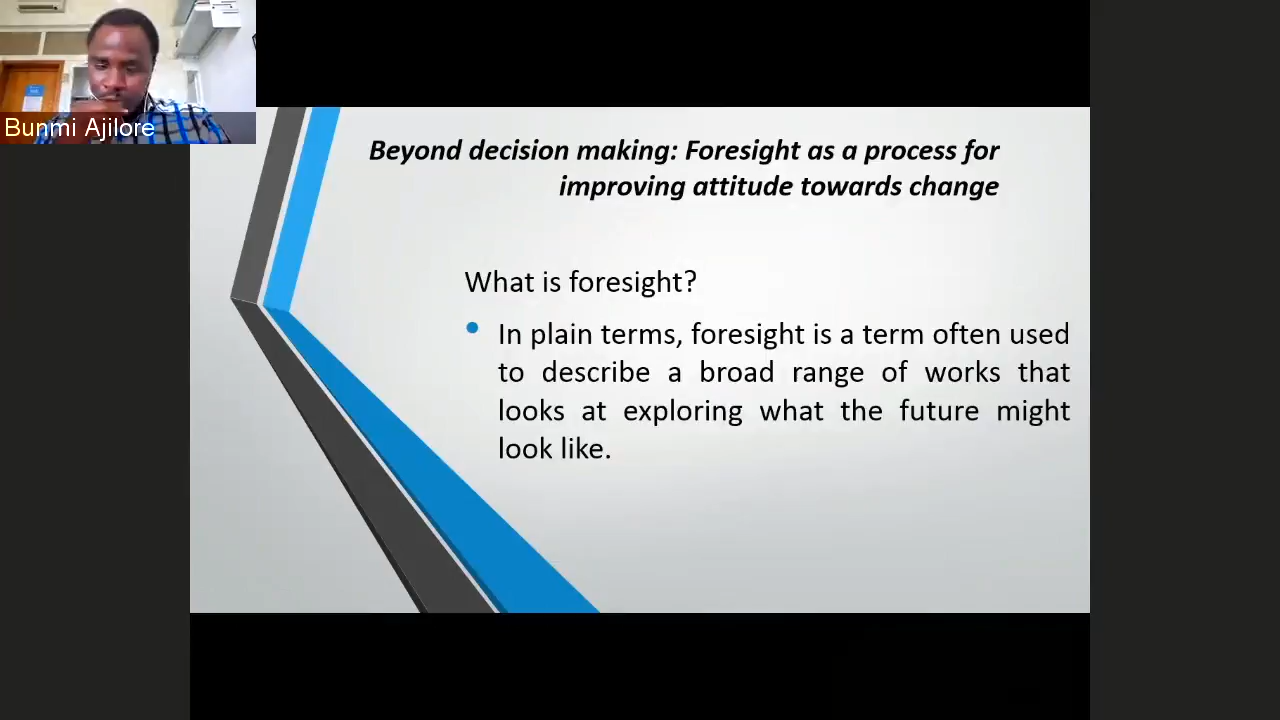 Bunmi Ajilore
Beyond decision making: Foresight as a process for
improving attitude towards change
What is foresight?
• In plain terms, foresight is a term often used
to describe a broad range of works that
looks at exploring what the future might
look like.